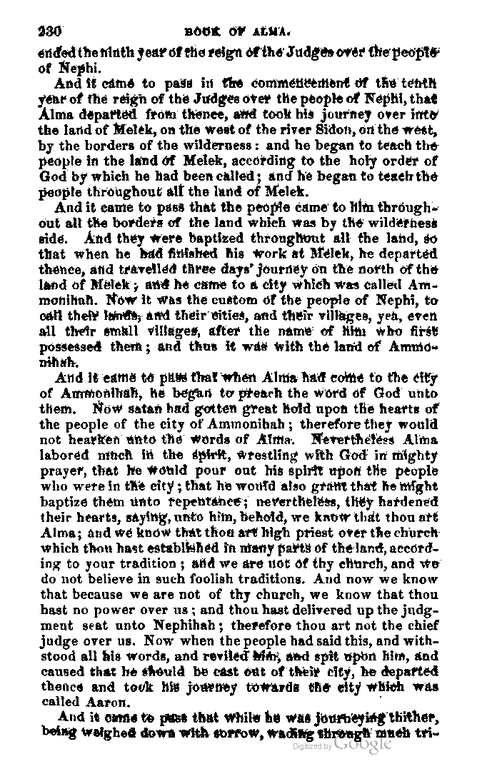 230 BOOK OF ALMA.
ended the ninth year of the reign of the Judges over the people
of Nephi.
And it came to pass in the commencement of the tenth
year of the reign of the Judges over the people of Nephi, that
Alma departed from thence, and took his journey over into
the land of Melek, on the west of the river Sidon, on the west,
by the borders of the wilderness: and he began to teach the
people in the land of Melek, according to the holy order of
God by which he had been called; and he began to teach the
people throughout all the land of Melek.
And it came to pass that the people came to him through-
out all the borders of the land which was by the wilderness
side. And they were baptized throughout all the land, so
that when he had finished his work at Melek, he departed
thence, and travelled three days' journey on the north of the
land of Melek; and he came to a city which was called Am-
monihah. Now it was the custom of the people of Nephi, to
call their lands, and their cities, and their villages, yea, even
all their small villages, after the name of him who first
possessed them; and thus it was with the land of Ammo-
nihah.
And it came to pass that when Alma had come to the city
of Ammonihah, he began to preach the word of God unto
them. Now satan had gotten great hold upon the hearts of
the people of the city of Ammonihah; therefore they would
not hearken unto the words of Alma. Nevertheless Alma
labored much in the spirit, wrestling with God in mighty
prayer, that he would pour out his spirit upon the people
who were in the city; that he would also grant that he might
baptize them unto repentance; nevertheless, they hardened
their hearts, saying, unto him, behold, we know that thou art
Alma; and we know that thou art high priest over the church
which thou hast established in many parts of the land, accord-
ing to your tradition; and we are not of thy church, and we
do not believe in such foolish traditions. And now we know
that because we are not of thy church, we know that thou
hast no power over us; and thou hast delivered up the judg-
ment seat unto Nephihah; therefore thou art not the chief
judge over us. Now when the people had said this, and with-
stood all his words, and reviled him, and spit upon him, and
caused that he should be cast out of their city, he departed
thence and took his journey towards the city which was
called Aaron.
And it came to pass that while he was journeying thither,
being weighed down with sorrow, wading through much tri-
Digitized by Google